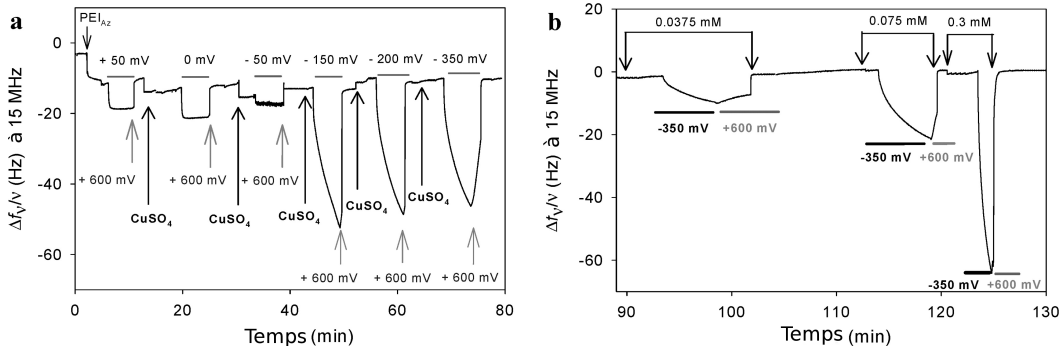 a
PEI_Az
+ 50 mV
0 mV
- 50 mV
- 150 mV
- 200 mV
- 350 mV
+ 600 mV
+ 600 mV
+ 600 mV
CuSO4
CuSO4
CuSO4
CuSO4
CuSO4
+ 600 mV
+ 600 mV
+ 600 mV
0
-20
-40
-60
Δfν/ν (Hz) à 15 MHz
0
20
40
60
80
Temps (min)
b
0.0375 mM
0.075 mM
0.3 mM
-350 mV
+600 mV
-350 mV
+600 mV
-350 mV
+600 mV
20
0
-20
-40
-60
Δfν/ν (Hz) à 15 MHz
90
100
110
120
130
Temps (min)